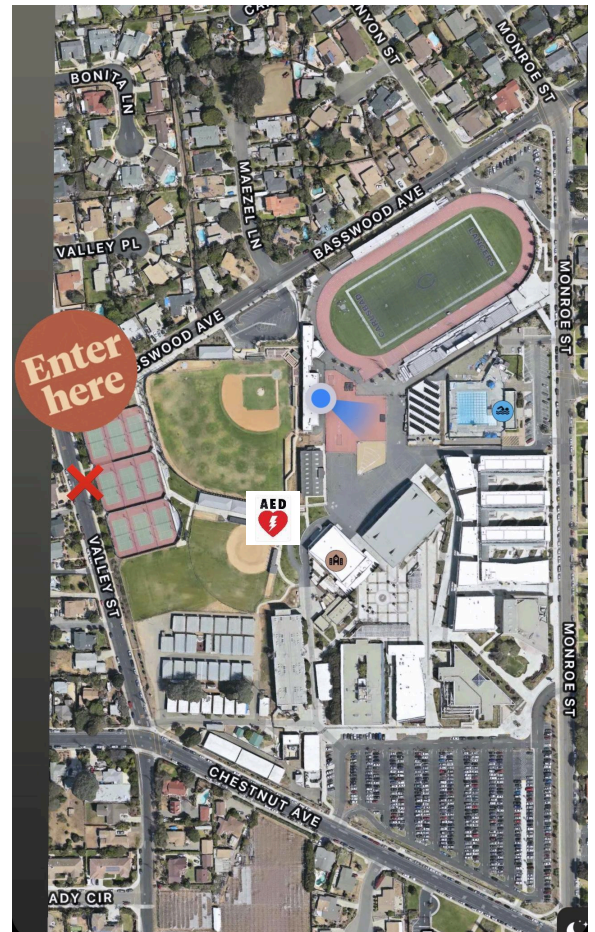 NYON ST
MONROE ST
BONITA LN
MAEZEL LN
VALLEY PL
BASSWOOD AVE
MONROE ST
SSWOOD AVE
Enter
here
AED
VALLEY ST
MONROE ST
CHESTNUT AVE
ADY CIR